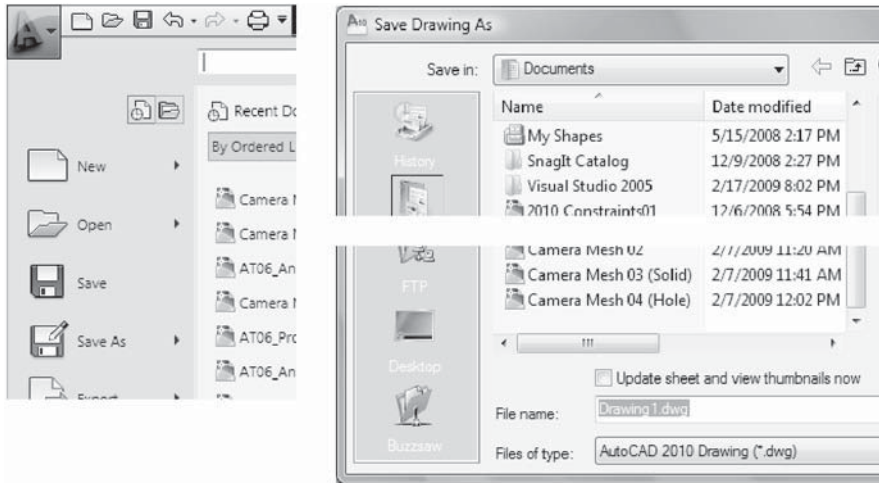 Recent Do
By Ordered L
New
Camera M
Open
Camera M
Save
AT06_An
Camera M
Save As
AT06_Pro
AT06_An
Export
A10 Save Drawing As
Save in:
Documents
Name
Date modified
History
My Shapes 5/15/2008 2:17 PM
SnagIt Catalog 12/9/2008 2:27 PM
Visual Studio 2005 2/17/2009 8:02 PM
2010 Constraints01 12/6/2008 5:54 PM
Camera Mesh 02 2/7/2009 11:20 AM
FTP
Camera Mesh 03 (Solid) 2/7/2009 11:41 AM
Camera Mesh 04 (Hole) 2/7/2009 12:02 PM
Desktop
Update sheet and view thumbnails now
File name:
Drawing1.dwg
Buzzsaw
Files of type:
AutoCAD 2010 Drawing (*.dwg)